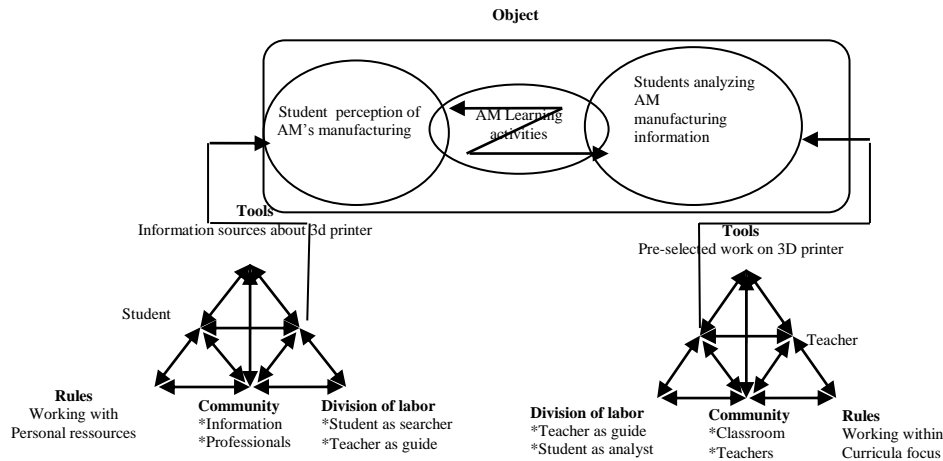 Object
Student perception of
AM's manufacturing
AM Learning
activities
Students analyzing
AM
manufacturing
information
Tools
Information sources about 3d printer
Tools
Pre-selected work on 3D printer
Student
Teacher
Rules
Working with
Personal ressources
Community
*Information
*Professionals
Division of labor
*Student as searcher
*Teacher as guide
Division of labor
*Teacher as guide
*Student as analyst
Community
*Classroom
*Teachers
Rules
Working within
Curricula focus